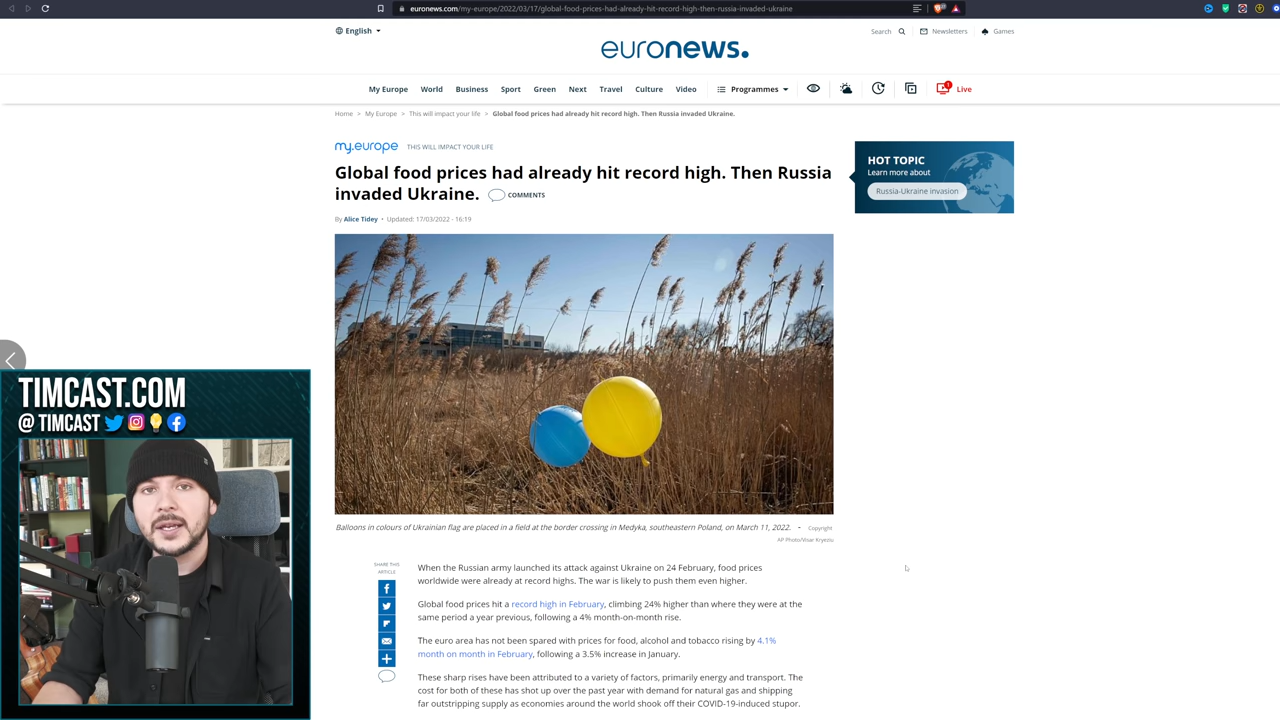 euronews.com/my-europe/2022/03/17/global-food-prices-had-already-hit-record-high-then-russia-invaded-ukraine
English
euronews.
Search
Newsletters
Games
My Europe World Business Sport Green Next Travel Culture Video Programmes Live
Home > My Europe > This will impact your life > Global food prices had already hit record high. Then Russia invaded Ukraine.
my.europe THIS WILL IMPACT YOUR LIFE
Global food prices had already hit record high. Then Russia
invaded Ukraine. COMMENTS
By Alice Tidey • Updated: 17/03/2022 - 16:19
HOT TOPIC
Learn more about
Russia-Ukraine invasion
Balloons in colours of Ukrainian flag are placed in a field at the border crossing in Medyka, southeastern Poland, on March 11, 2022. - Copyright
AP Photo/Visar Kryeziu
SHARE THIS
ARTICLE
When the Russian army launched its attack against Ukraine on 24 February, food prices
worldwide were already at record highs. The war is likely to push them even higher.
Global food prices hit a record high in February, climbing 24% higher than where they were at the
same period a year previous, following a 4% month-on-month rise.
The euro area has not been spared with prices for food, alcohol and tobacco rising by 4.1%
month on month in February, following a 3.5% increase in January.
These sharp rises have been attributed to a variety of factors, primarily energy and transport. The
cost for both of these has shot up over the past year with demand for natural gas and shipping
far outstripping supply as economies around the world shook off their COVID-19-induced stupor.
TIMCAST.COM
@ TIMCAST